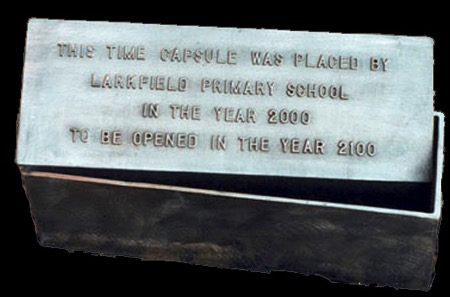 THIS TIME CAPSULE WAS PLACED BY
LARKFIELD PRIMARY SCHOOL
IN THE YEAR 2000
TO BE OPENED IN THE YEAR 2100